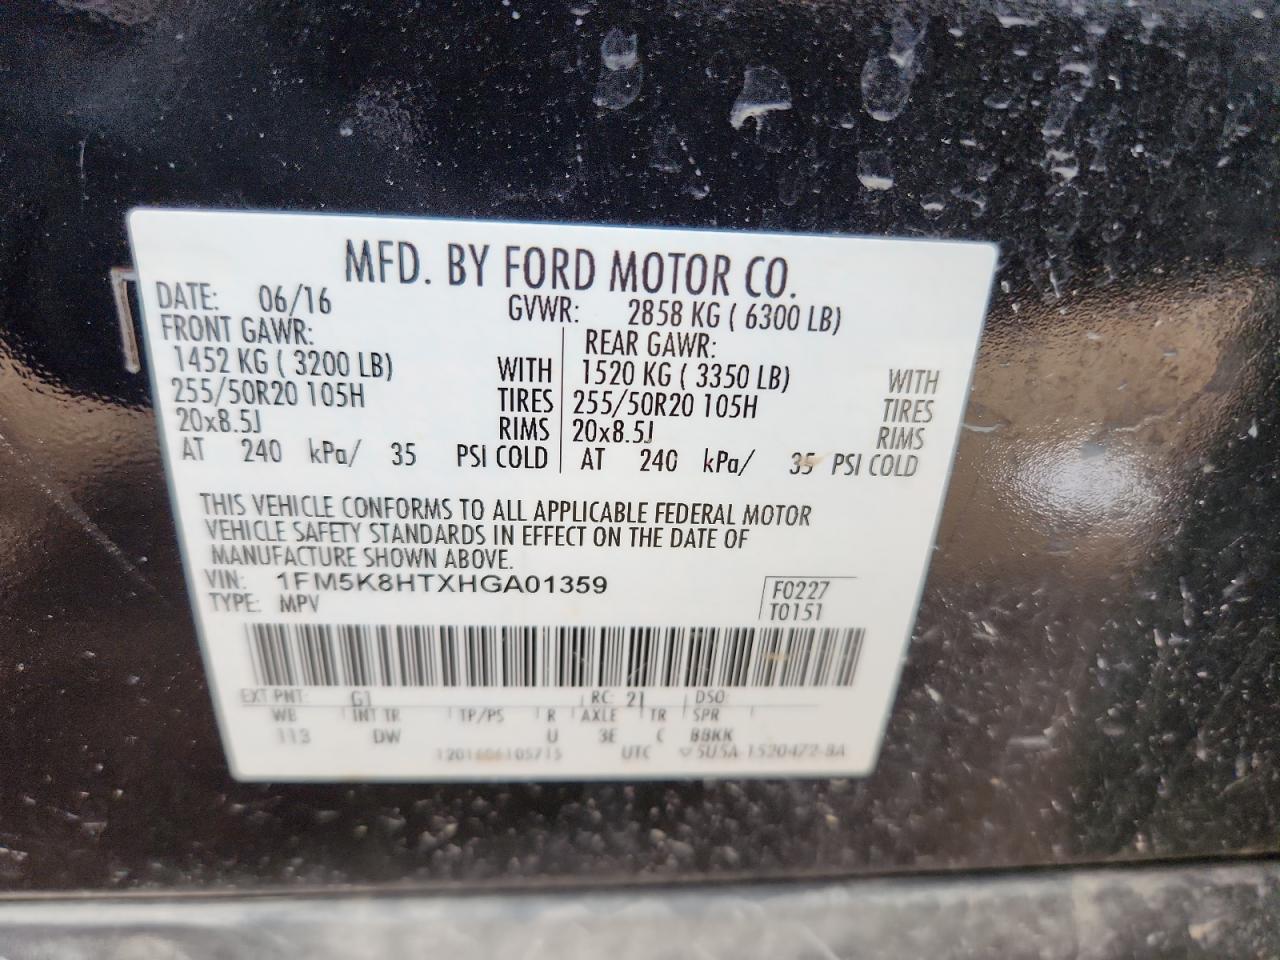 MFD. BY FORD MOTOR CO.
DATE: 06/16 GVWR: 2858 KG ( 6300 LB)
FRONT GAWR: REAR GAWR:
1452 KG ( 3200 LB) WITH 1520 KG ( 3350 LB) WITH
255/50R20 105H TIRES 255/50R20 105H TIRES
20x8.5J RIMS 20x8.5J RIMS
AT 240 kPa/ 35 PSI COLD AT 240 kPa/ 35 PSI COLD
THIS VEHICLE CONFORMS TO ALL APPLICABLE FEDERAL MOTOR
VEHICLE SAFETY STANDARDS IN EFFECT ON THE DATE OF
MANUFACTURE SHOWN ABOVE.
VIN: 1FM5K8HTXHGA01359 F0227
TYPE: MPV T0151
EXT PNT: G1 RC: 21 DSO:
WB INT TR TP/PS R AXLE TR SPR
113 DW U 3E C BBKK
1201606105715 UTC 5U5A-1520472-BA